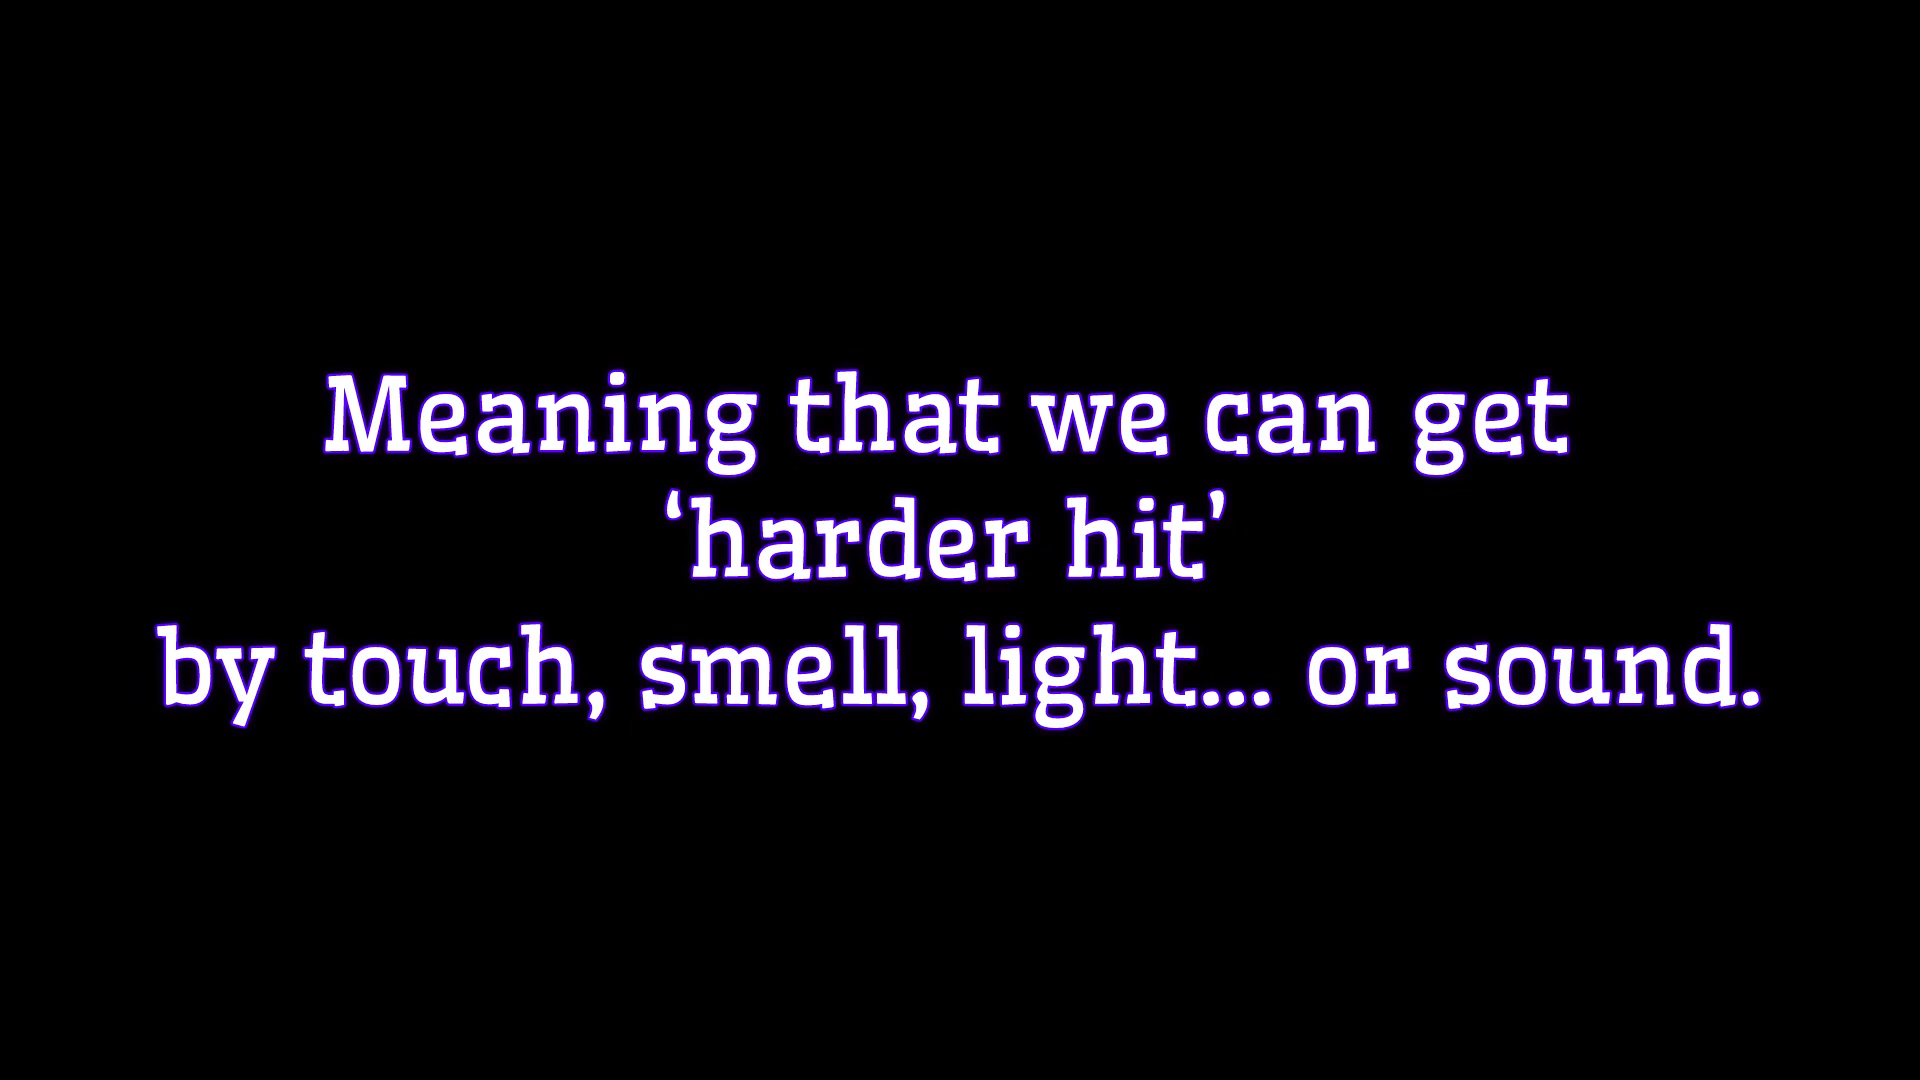 Meaning that we can get
‘harder hit’
by touch, smell, light... or sound.